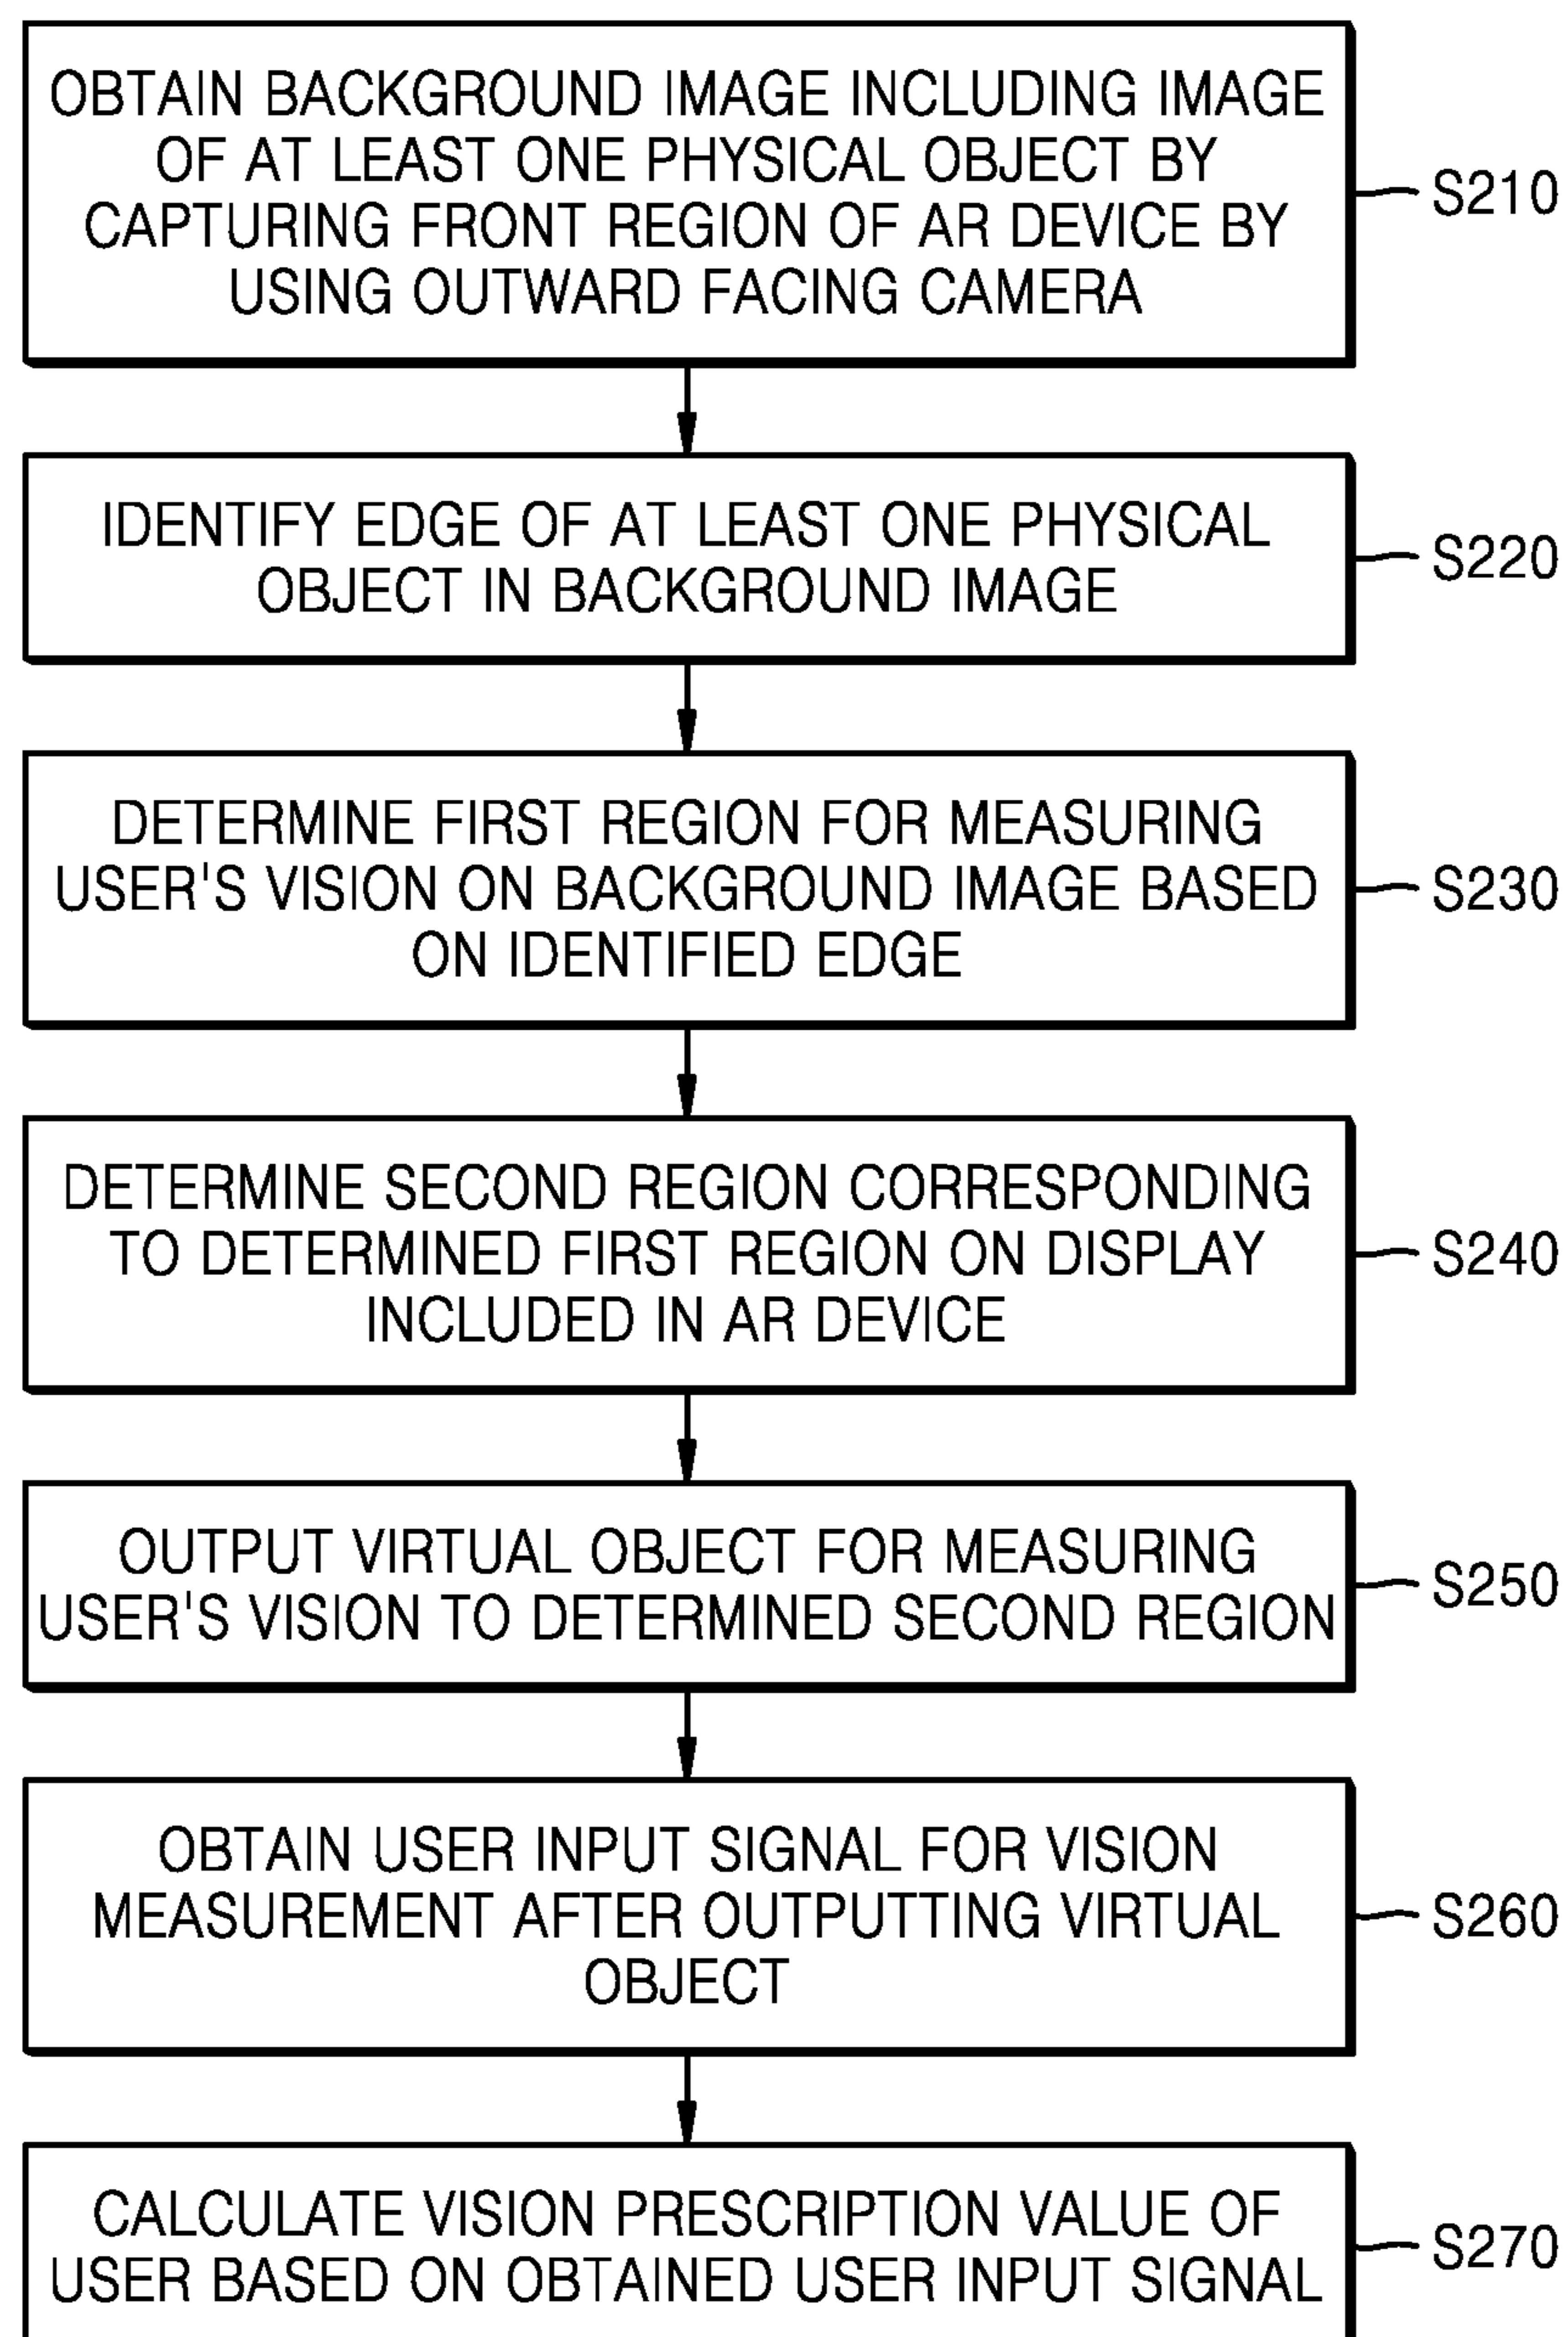 OBTAIN BACKGROUND IMAGE INCLUDING IMAGE
OF AT LEAST ONE PHYSICAL OBJECT BY
CAPTURING FRONT REGION OF AR DEVICE BY
USING OUTWARD FACING CAMERA
S210
IDENTIFY EDGE OF AT LEAST ONE PHYSICAL
OBJECT IN BACKGROUND IMAGE
S220
DETERMINE FIRST REGION FOR MEASURING
USER'S VISION ON BACKGROUND IMAGE BASED
ON IDENTIFIED EDGE
S230
DETERMINE SECOND REGION CORRESPONDING
TO DETERMINED FIRST REGION ON DISPLAY
INCLUDED IN AR DEVICE
S240
OUTPUT VIRTUAL OBJECT FOR MEASURING
USER'S VISION TO DETERMINED SECOND REGION
S250
OBTAIN USER INPUT SIGNAL FOR VISION
MEASUREMENT AFTER OUTPUTTING VIRTUAL
OBJECT
S260
CALCULATE VISION PRESCRIPTION VALUE OF
USER BASED ON OBTAINED USER INPUT SIGNAL
S270